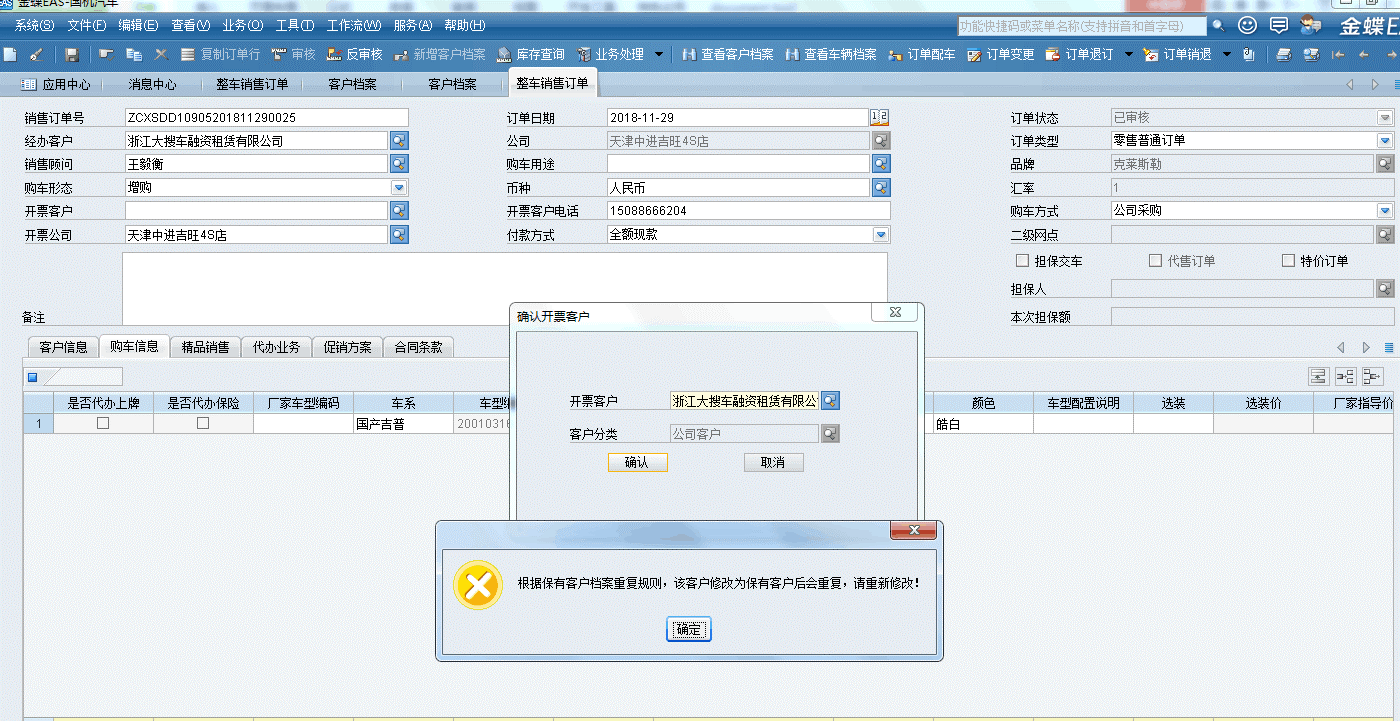 金蝶EAS-国机汽车
系统(S) 文件(F) 编辑(E) 查看(V) 业务(O) 工具(T) 工作流(W) 服务(A) 帮助(H) 功能快捷码或菜单名称(支持拼音和首字母) 金蝶E
复制订单行 审核 反审核 新增客户档案 库存查询 业务处理 查看客户档案 查看车辆档案 订单配车 订单变更 订单退订 订单销退
应用中心 消息中心 整车销售订单 客户档案 客户档案 整车销售订单
销售订单号 ZCXSDD10905201811290025 订单日期 2018-11-29 订单状态 已审核
经办客户 浙江大搜车融资租赁有限公司 公司 天津中进吉旺4S店 订单类型 零售普通订单
销售顾问 王毅衡 购车用途 品牌 克莱斯勒
购车形态 增购 币种 人民币 汇率 1
开票客户 开票客户电话 15088666204 购车方式 公司采购
开票公司 天津中进吉旺4S店 付款方式 全额现款 二级网点
担保交车 代售订单 特价订单
担保人
备注 本次担保额
客户信息 购车信息 精品销售 代办业务 促销方案 合同条款
是否代办上牌 是否代办保险 厂家车型编码 车系 车型编 颜色 车型配置说明 选装 选装价 厂家指导价
1 国产吉普 20010318 皓白
确认开票客户
开票客户 浙江大搜车融资租赁有限公
客户分类 公司客户
确认 取消
根据保有客户档案重复规则，该客户修改为保有客户后会重复，请重新修改！
确定